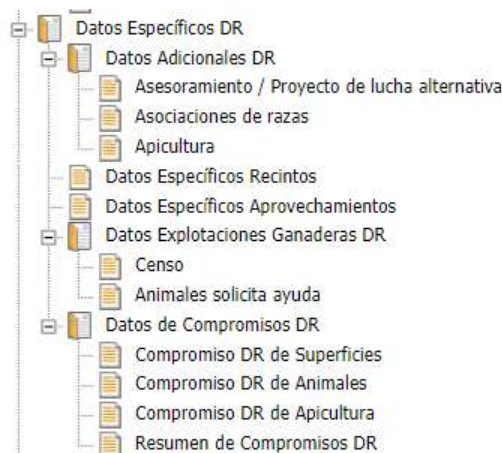 Datos Específicos DR
Datos Adicionales DR
Asesoramiento / Proyecto de lucha alternativa
Asociaciones de razas
Apicultura
Datos Específicos Recintos
Datos Específicos Aprovechamientos
Datos Explotaciones Ganaderas DR
Censo
Animales solicita ayuda
Datos de Compromisos DR
Compromiso DR de Superficies
Compromiso DR de Animales
Compromiso DR de Apicultura
Resumen de Compromisos DR